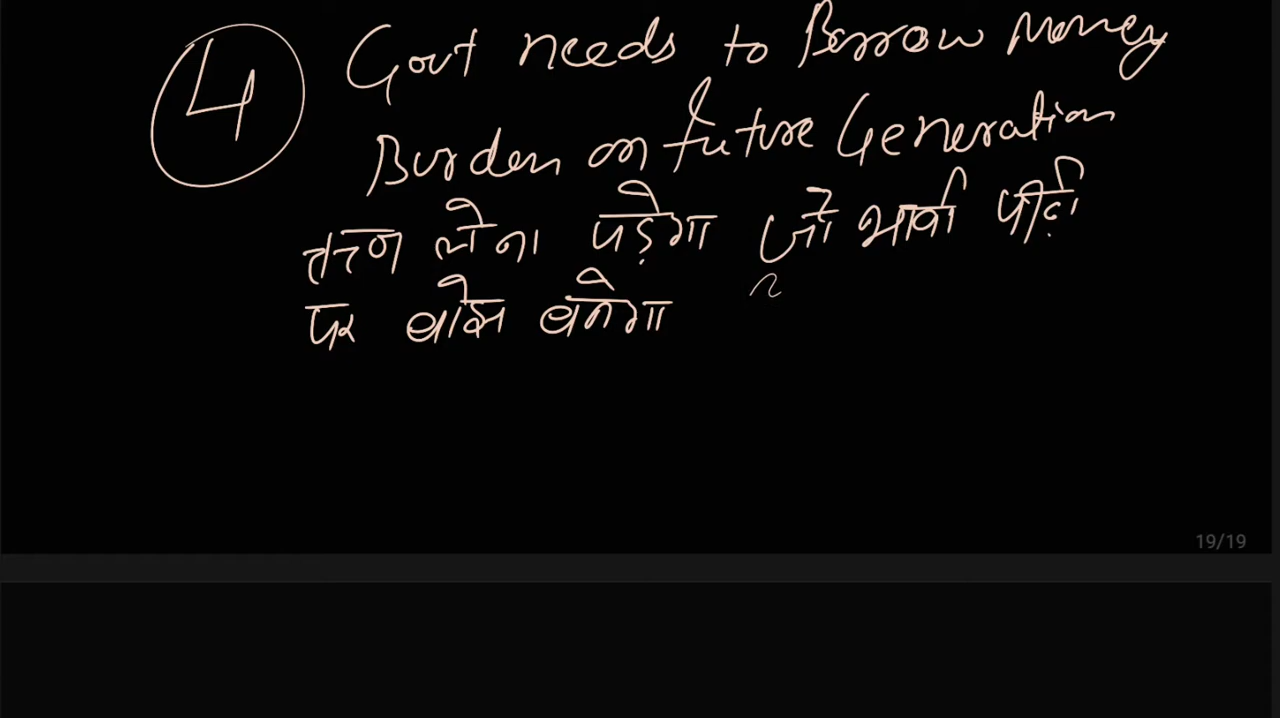 4 Govt needs to Borrow Money
Burden on future Generation
ऋण लेना पड़ेगा जो भावी पीढ़ी
पर बोझ बनेगा
19/19